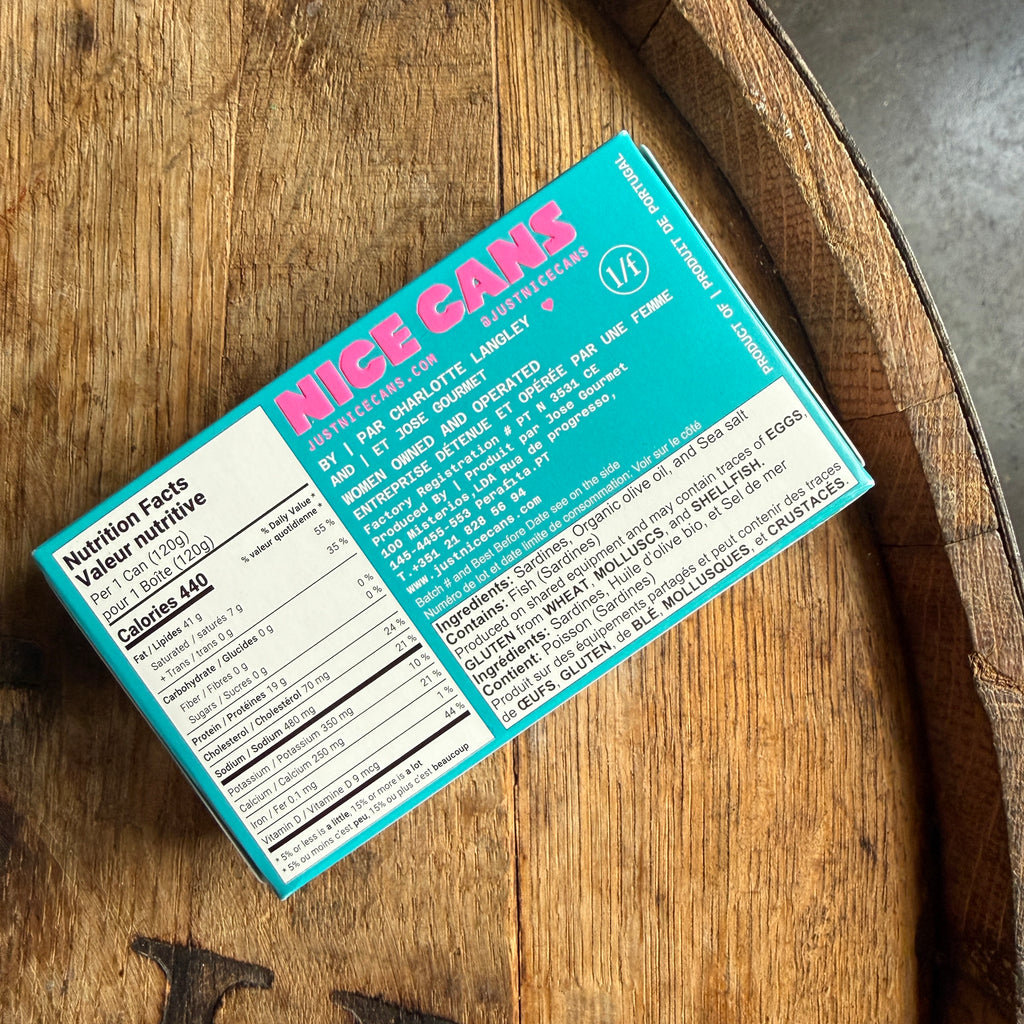 NICE CANS
JUSTNICECANS.COM @JUSTNICECANS
BY | PAR CHARLOTTE LANGLEY
AND | ET JOSE GOURMET
WOMEN OWNED AND OPERATED
ENTREPRISE DÉTENUE ET OPÉRÉE PAR UNE FEMME
Factory Registration # PT N 3531 CE
Produced By | Produit par Jose Gourmet
100 Misterios LDA Rua de progresso,
145-4455-553 Perafita.PT
T.+351 21 828 56 94
www.justnicecans.com
Batch # and Best Before Date see on the side
Numéro de lot et date limite de consommation: Voir sur le côté
1/f
PRODUCT OF | PRODUIT DE PORTUGAL
Nutrition Facts
Valeur nutritive
Per 1 Can (120g)
pour 1 Boîte (120g)
Calories 440
% Daily Value *
% valeur quotidienne *
Fat / Lipides 41 g 55 %
Saturated / saturés 7 g
+ Trans / trans 0 g 35 %
Carbohydrate / Glucides 0 g
Fiber / Fibres 0 g 0 %
Sugars / Sucres 0 g 0 %
Protein / Protéines 19 g
Cholesterol / Cholestérol 70 mg 24 %
Sodium / Sodium 480 mg 21 %
Potassium / Potassium 350 mg 10 %
Calcium / Calcium 250 mg 21 %
Iron / Fer 0.1 mg 1 %
Vitamin D / Vitamine D 9 mcg 44 %
* 5% or less is a little, 15% or more is a lot
* 5% ou moins c'est peu, 15% ou plus c'est beaucoup
Ingredients: Sardines, Organic olive oil, and Sea salt
Contains: Fish (Sardines)
Produced on shared equipment and may contain traces of EGGS,
GLUTEN from WHEAT, MOLLUSCS, and SHELLFISH.
Ingrédients: Sardines, Huile d'olive bio, et Sel de mer
Contient: Poisson (Sardines)
Produit sur des équipements partagés et peut contenir des traces
de ŒUFS, GLUTEN, de BLÉ, MOLLUSQUES, et CRUSTACÉS.